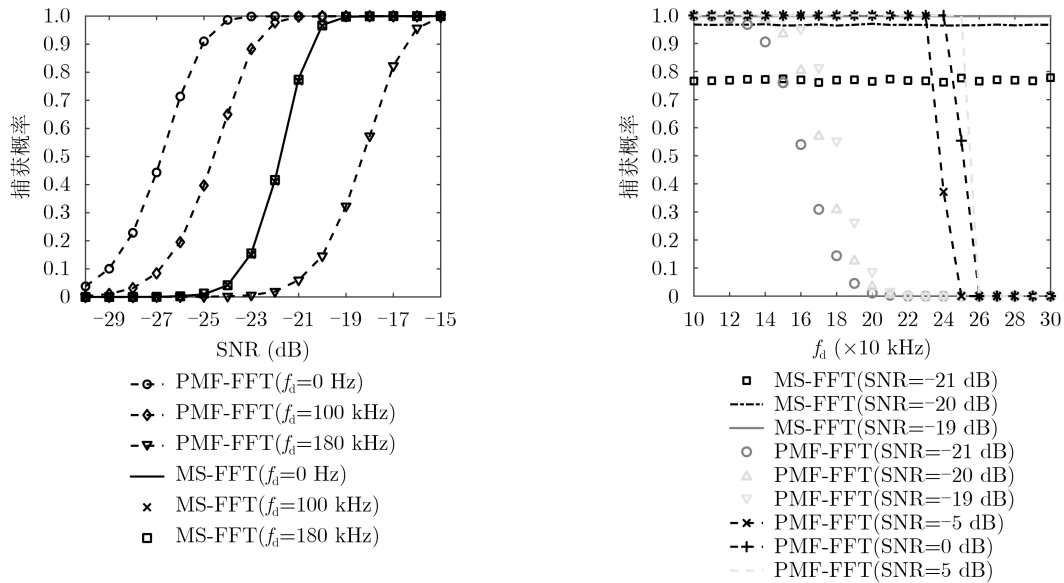 1.0
0.9
0.8
0.7
0.6
0.5
0.4
0.3
0.2
0.1
0
捕获概率
−29 −27 −25 −23 −21 −19 −17 −15
SNR (dB)
PMF-FFT(fd=0 Hz)
PMF-FFT(fd=100 kHz)
PMF-FFT(fd=180 kHz)
MS-FFT(fd=0 Hz)
MS-FFT(fd=100 kHz)
MS-FFT(fd=180 kHz)
1.0
0.9
0.8
0.7
0.6
0.5
0.4
0.3
0.2
0.1
0
捕获概率
10 12 14 16 18 20 22 24 26 28 30
fd (×10 kHz)
MS-FFT(SNR=−21 dB)
MS-FFT(SNR=−20 dB)
MS-FFT(SNR=−19 dB)
PMF-FFT(SNR=−21 dB)
PMF-FFT(SNR=−20 dB)
PMF-FFT(SNR=−19 dB)
PMF-FFT(SNR=−5 dB)
PMF-FFT(SNR=0 dB)
PMF-FFT(SNR=5 dB)